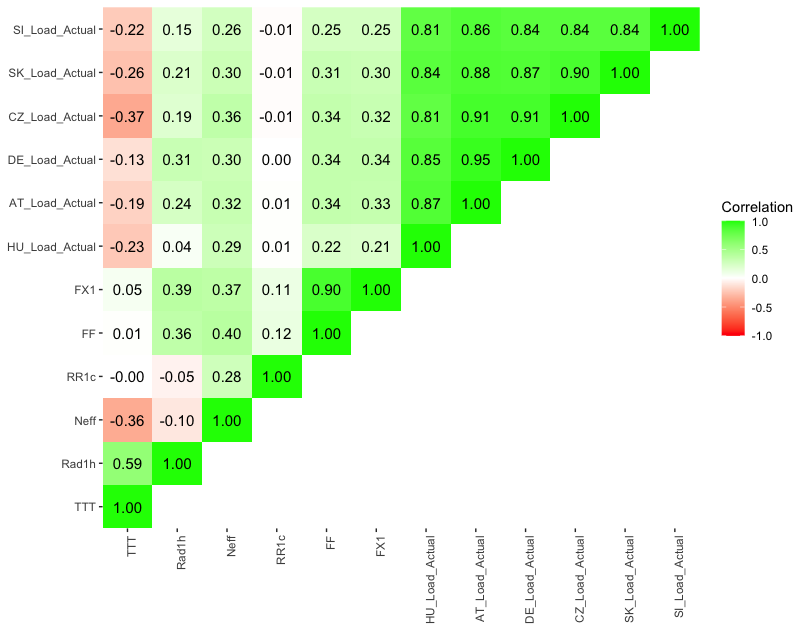 SI_Load_Actual -0.22 0.15 0.26 -0.01 0.25 0.25 0.81 0.86 0.84 0.84 0.84 1.00
SK_Load_Actual -0.26 0.21 0.30 -0.01 0.31 0.30 0.84 0.88 0.87 0.90 1.00
CZ_Load_Actual -0.37 0.19 0.36 -0.01 0.34 0.32 0.81 0.91 0.91 1.00
DE_Load_Actual -0.13 0.31 0.30 0.00 0.34 0.34 0.85 0.95 1.00
AT_Load_Actual -0.19 0.24 0.32 0.01 0.34 0.33 0.87 1.00
HU_Load_Actual -0.23 0.04 0.29 0.01 0.22 0.21 1.00
FX1 0.05 0.39 0.37 0.11 0.90 1.00
FF 0.01 0.36 0.40 0.12 1.00
RR1c -0.00 -0.05 0.28 1.00
Neff -0.36 -0.10 1.00
Rad1h 0.59 1.00
TTT 1.00
TTT Rad1h Neff RR1c FF FX1 HU_Load_Actual AT_Load_Actual DE_Load_Actual CZ_Load_Actual SK_Load_Actual SI_Load_Actual
Correlation
1.0
0.5
0.0
-0.5
-1.0